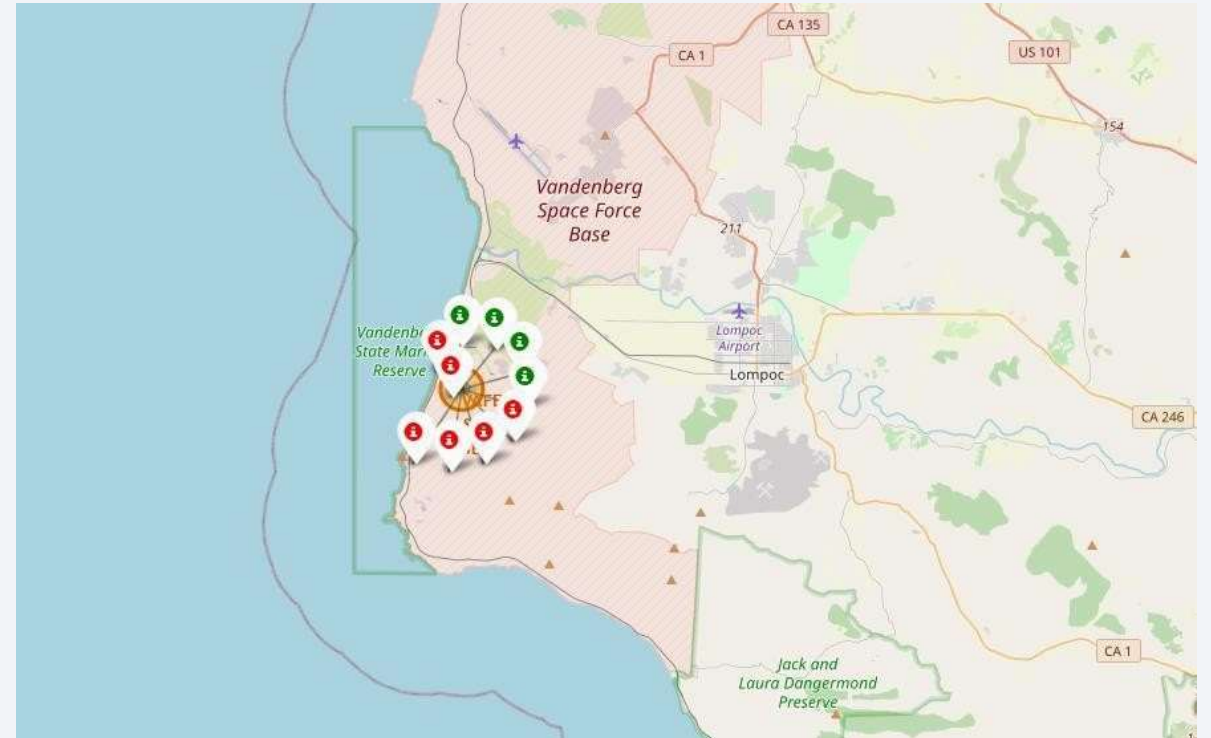 CA 135
CA 1
US 101
154
Vandenberg
Space Force
Base
211
Lompoc
Airport
Lompoc
State
Reserve
CA 246
CA 1
Jack and
Laura Dangermond
Preserve